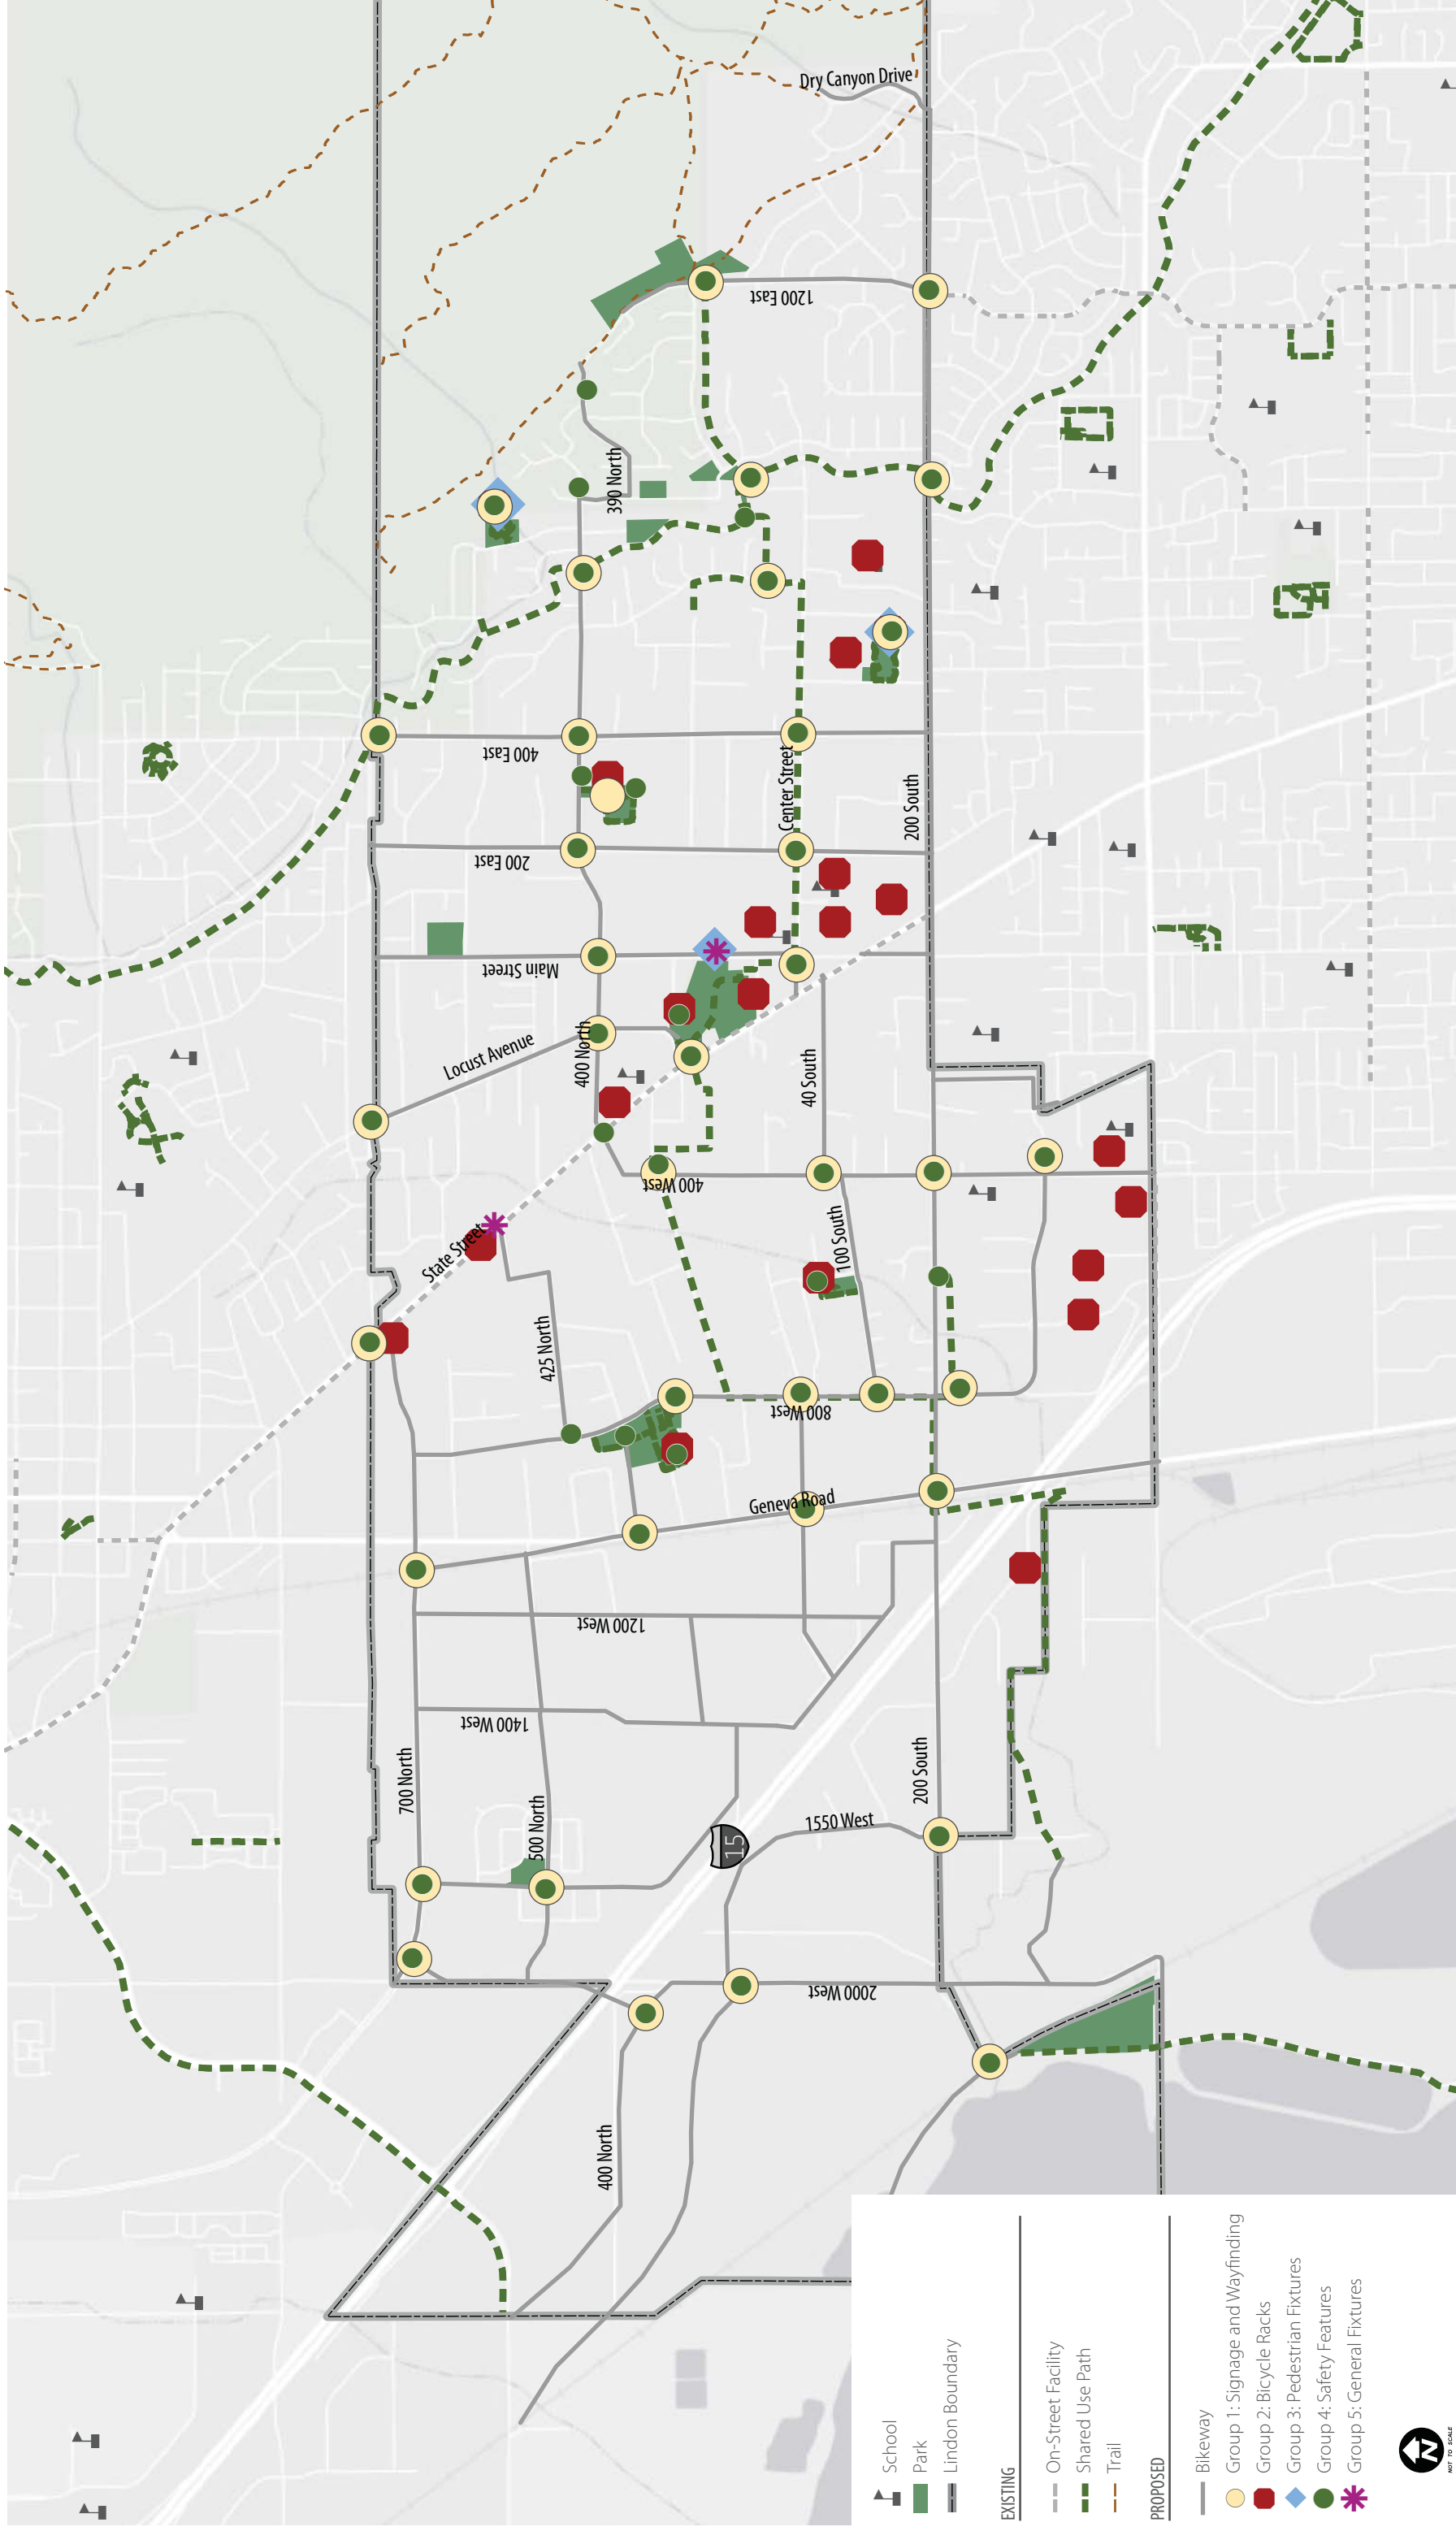 Dry Canyon Drive
1200 East
390 North
400 East
Center Street
200 South
200 East
Main Street
Locust Avenue
400 North
40 South
400 West
State Street
100 South
425 North
800 West
Geneva Road
1200 West
1400 West
700 North
500 North
15
1550 West
200 South
2000 West
400 North
School
Park
Lindon Boundary
EXISTING
On-Street Facility
Shared Use Path
Trail
PROPOSED
Bikeway
Group 1: Signage and Wayfinding
Group 2: Bicycle Racks
Group 3: Pedestrian Fixtures
Group 4: Safety Features
Group 5: General Fixtures
N
NOT TO SCALE